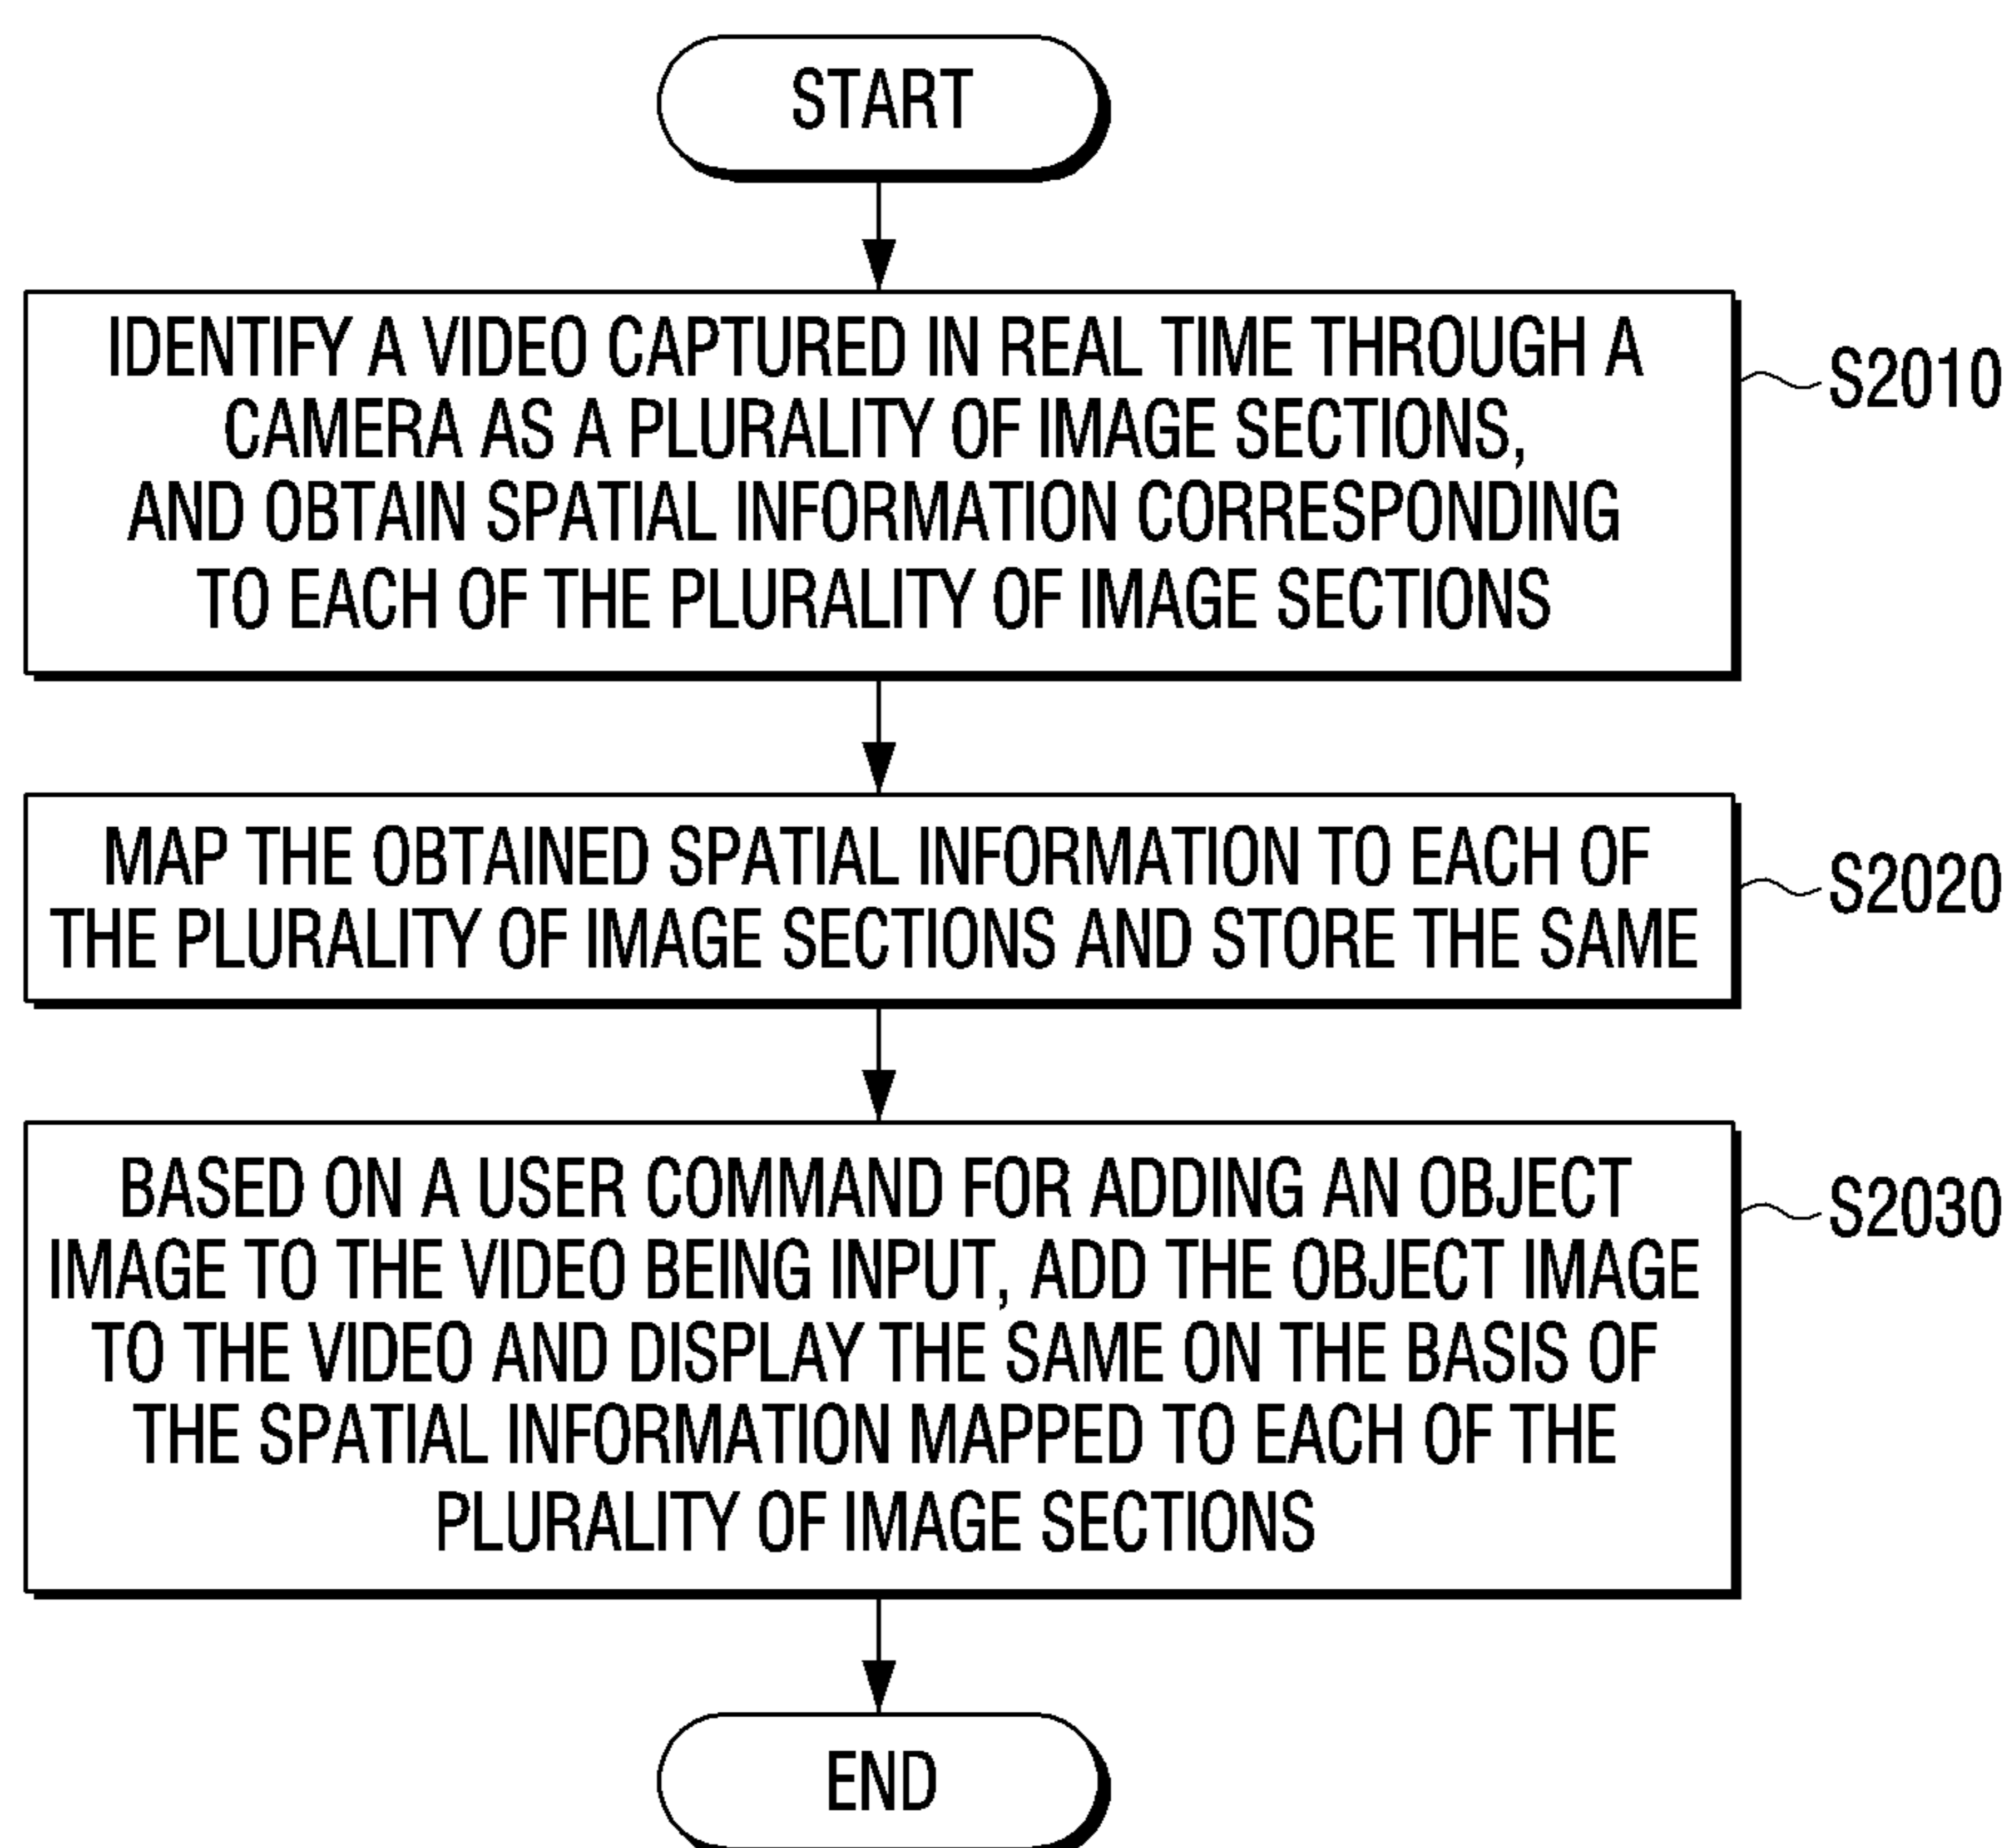 START
IDENTIFY A VIDEO CAPTURED IN REAL TIME THROUGH A
CAMERA AS A PLURALITY OF IMAGE SECTIONS,
AND OBTAIN SPATIAL INFORMATION CORRESPONDING
TO EACH OF THE PLURALITY OF IMAGE SECTIONS
S2010
MAP THE OBTAINED SPATIAL INFORMATION TO EACH OF
THE PLURALITY OF IMAGE SECTIONS AND STORE THE SAME
S2020
BASED ON A USER COMMAND FOR ADDING AN OBJECT
IMAGE TO THE VIDEO BEING INPUT, ADD THE OBJECT IMAGE
TO THE VIDEO AND DISPLAY THE SAME ON THE BASIS OF
THE SPATIAL INFORMATION MAPPED TO EACH OF THE
PLURALITY OF IMAGE SECTIONS
S2030
END